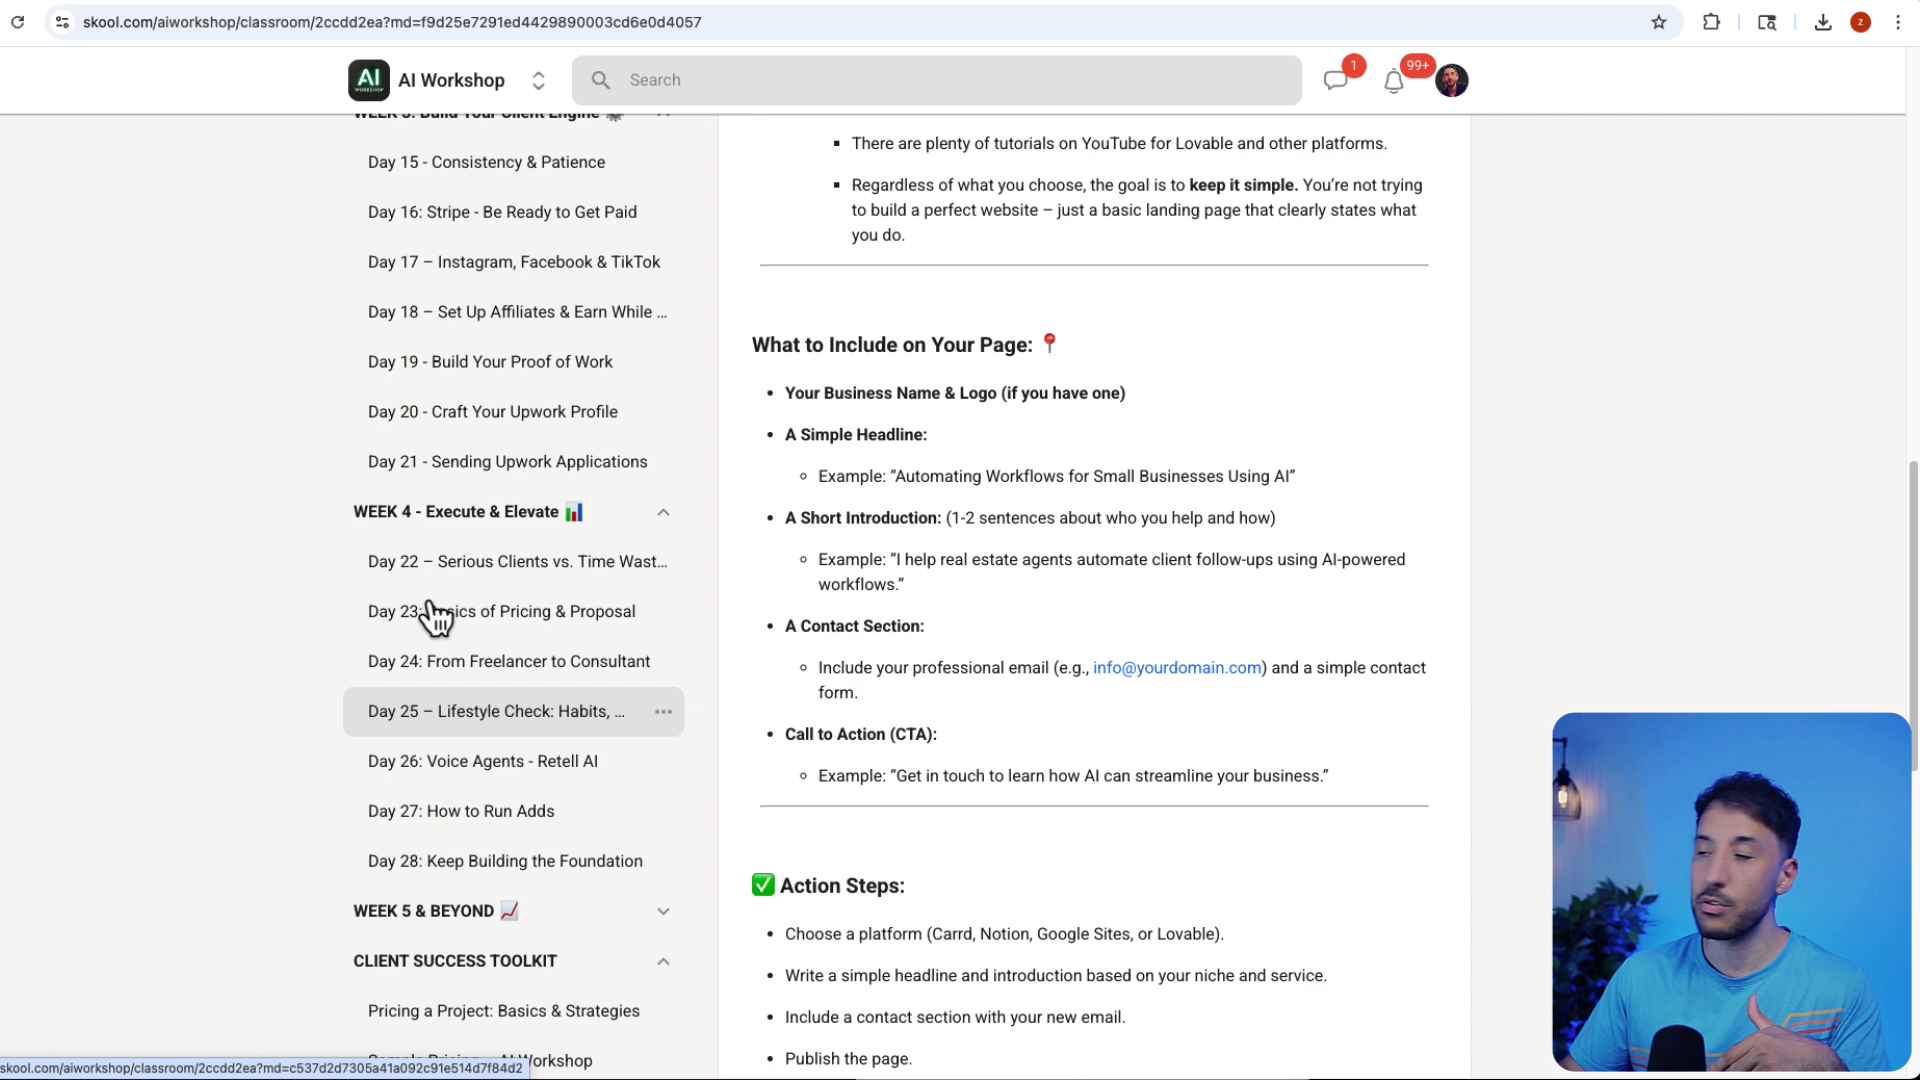 skool.com/aiworkshop/classroom/2ccdd2ea?md=f9d25e7291ed4429890003cd6e0d4057
z
AI
WORKSHOP
AI Workshop
Search
1
99+
WEEK 3: Build Your Client Engine
Day 15 - Consistency & Patience
Day 16: Stripe - Be Ready to Get Paid
Day 17 – Instagram, Facebook & TikTok
Day 18 – Set Up Affiliates & Earn While ...
Day 19 - Build Your Proof of Work
Day 20 - Craft Your Upwork Profile
Day 21 - Sending Upwork Applications
WEEK 4 - Execute & Elevate
Day 22 – Serious Clients vs. Time Wast...
Day 23: sics of Pricing & Proposal
Day 24: From Freelancer to Consultant
Day 25 – Lifestyle Check: Habits, ...
Day 26: Voice Agents - Retell AI
Day 27: How to Run Adds
Day 28: Keep Building the Foundation
WEEK 5 & BEYOND
CLIENT SUCCESS TOOLKIT
Pricing a Project: Basics & Strategies
Workshop
skool.com/aiworkshop/classroom/2ccdd2ea?md=c537d2d7305a41a092c91e514d7f84d2
There are plenty of tutorials on YouTube for Lovable and other platforms.
Regardless of what you choose, the goal is to keep it simple. You’re not trying
to build a perfect website – just a basic landing page that clearly states what
you do.
What to Include on Your Page:
Your Business Name & Logo (if you have one)
A Simple Headline:
Example: “Automating Workflows for Small Businesses Using AI”
A Short Introduction: (1-2 sentences about who you help and how)
Example: “I help real estate agents automate client follow-ups using AI-powered
workflows.”
A Contact Section:
Include your professional email (e.g., info@yourdomain.com) and a simple contact
form.
Call to Action (CTA):
Example: “Get in touch to learn how AI can streamline your business.”
Action Steps:
Choose a platform (Carrd, Notion, Google Sites, or Lovable).
Write a simple headline and introduction based on your niche and service.
Include a contact section with your new email.
Publish the page.